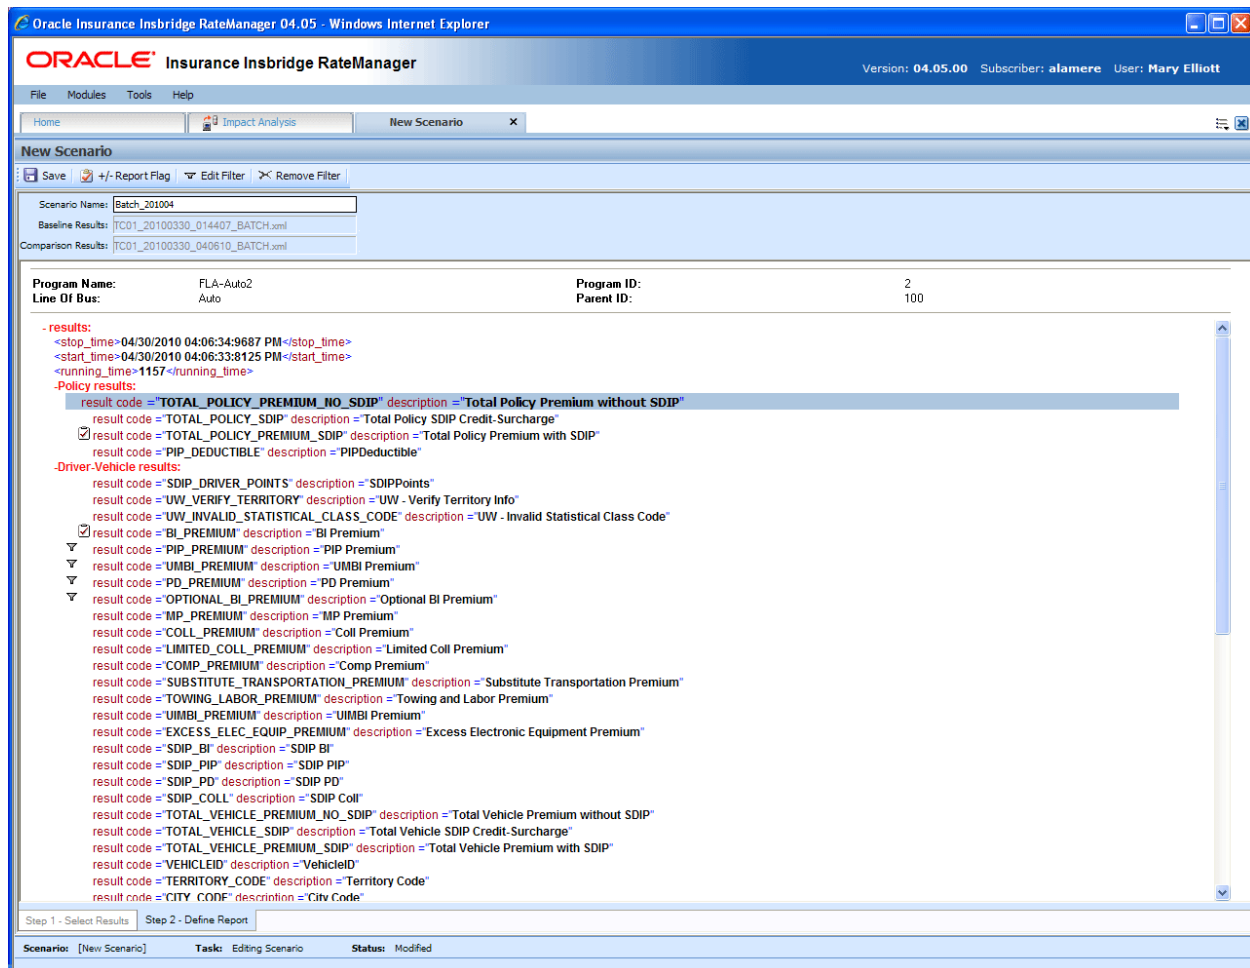 Oracle Insurance Insbridge RateManager 04.05 - Windows Internet Explorer
ORACLE Insurance Insbridge RateManager
Version: 04.05.00 Subscriber: alamere User: Mary Elliott
File Modules Tools Help
Home Impact Analysis New Scenario x
New Scenario
Save +/- Report Flag Edit Filter Remove Filter
Scenario Name: Batch_201004
Baseline Results: TC01_20100330_014407_BATCH.xml
Comparison Results: TC01_20100330_040610_BATCH.xml
Program Name: FLA-Auto2 Program ID: 2
Line Of Bus: Auto Parent ID: 100
- results:
<stop_time>04/30/2010 04:06:34:9687 PM</stop_time>
<start_time>04/30/2010 04:06:33:8125 PM</start_time>
<running_time>1157</running_time>
-Policy results:
result code ="TOTAL_POLICY_PREMIUM_NO_SDIP" description ="Total Policy Premium without SDIP"
result code ="TOTAL_POLICY_SDIP" description ="Total Policy SDIP Credit-Surcharge"
result code ="TOTAL_POLICY_PREMIUM_SDIP" description ="Total Policy Premium with SDIP"
result code ="PIP_DEDUCTIBLE" description ="PIPDeductible"
-Driver-Vehicle results:
result code ="SDIP_DRIVER_POINTS" description ="SDIPPoints"
result code ="UW_VERIFY_TERRITORY" description ="UW - Verify Territory Info"
result code ="UW_INVALID_STATISTICAL_CLASS_CODE" description ="UW - Invalid Statistical Class Code"
result code ="BI_PREMIUM" description ="BI Premium"
result code ="PIP_PREMIUM" description ="PIP Premium"
result code ="UMBI_PREMIUM" description ="UMBI Premium"
result code ="PD_PREMIUM" description ="PD Premium"
result code ="OPTIONAL_BI_PREMIUM" description ="Optional BI Premium"
result code ="MP_PREMIUM" description ="MP Premium"
result code ="COLL_PREMIUM" description ="Coll Premium"
result code ="LIMITED_COLL_PREMIUM" description ="Limited Coll Premium"
result code ="COMP_PREMIUM" description ="Comp Premium"
result code ="SUBSTITUTE_TRANSPORTATION_PREMIUM" description ="Substitute Transportation Premium"
result code ="TOWING_LABOR_PREMIUM" description ="Towing and Labor Premium"
result code ="UIMBI_PREMIUM" description ="UIMBI Premium"
result code ="EXCESS_ELEC_EQUIP_PREMIUM" description ="Excess Electronic Equipment Premium"
result code ="SDIP_BI" description ="SDIP BI"
result code ="SDIP_PIP" description ="SDIP PIP"
result code ="SDIP_PD" description ="SDIP PD"
result code ="SDIP_COLL" description ="SDIP Coll"
result code ="TOTAL_VEHICLE_PREMIUM_NO_SDIP" description ="Total Vehicle Premium without SDIP"
result code ="TOTAL_VEHICLE_SDIP" description ="Total Vehicle SDIP Credit-Surcharge"
result code ="TOTAL_VEHICLE_PREMIUM_SDIP" description ="Total Vehicle Premium with SDIP"
result code ="VEHICLEID" description ="VehicleID"
result code ="TERRITORY_CODE" description ="Territory Code"
result code ="CITY_CODE" description ="City Code"
Step 1 - Select Results Step 2 - Define Report
Scenario: [New Scenario] Task: Editing Scenario Status: Modified